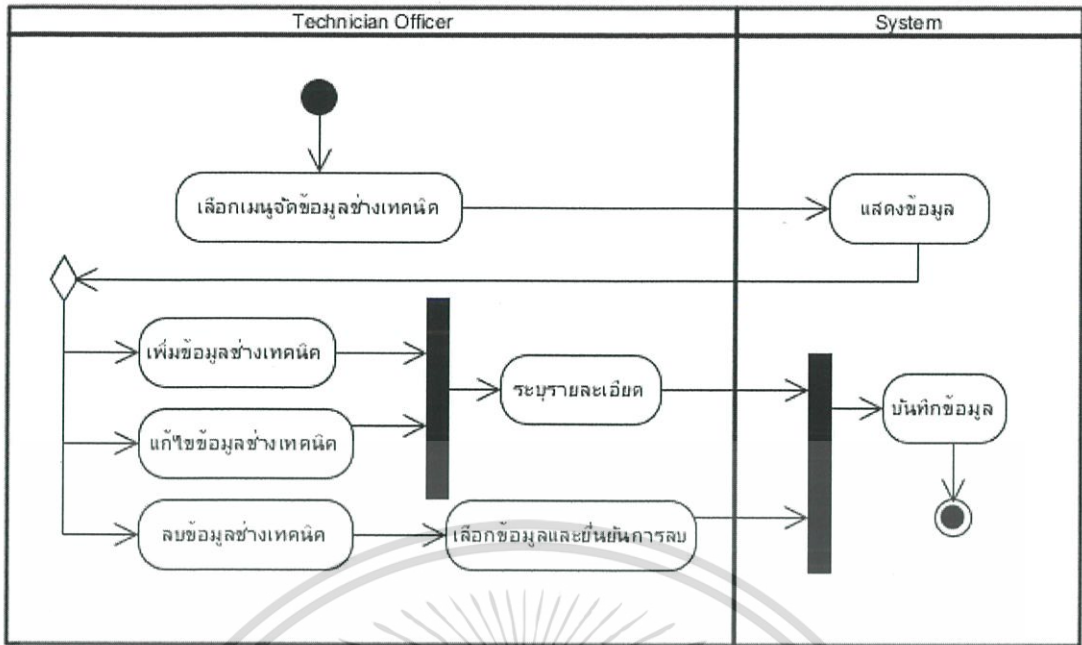 Technician Officer
System
เลือกเมนูจัดข้อมูลช่างเทคนิค
แสดงข้อมูล
เพิ่มข้อมูลช่างเทคนิค
ระบุรายละเอียด
บันทึกข้อมูล
แก้ไขข้อมูลช่างเทคนิค
ลบข้อมูลช่างเทคนิค
เลือกข้อมูลและยืนยันการลบ